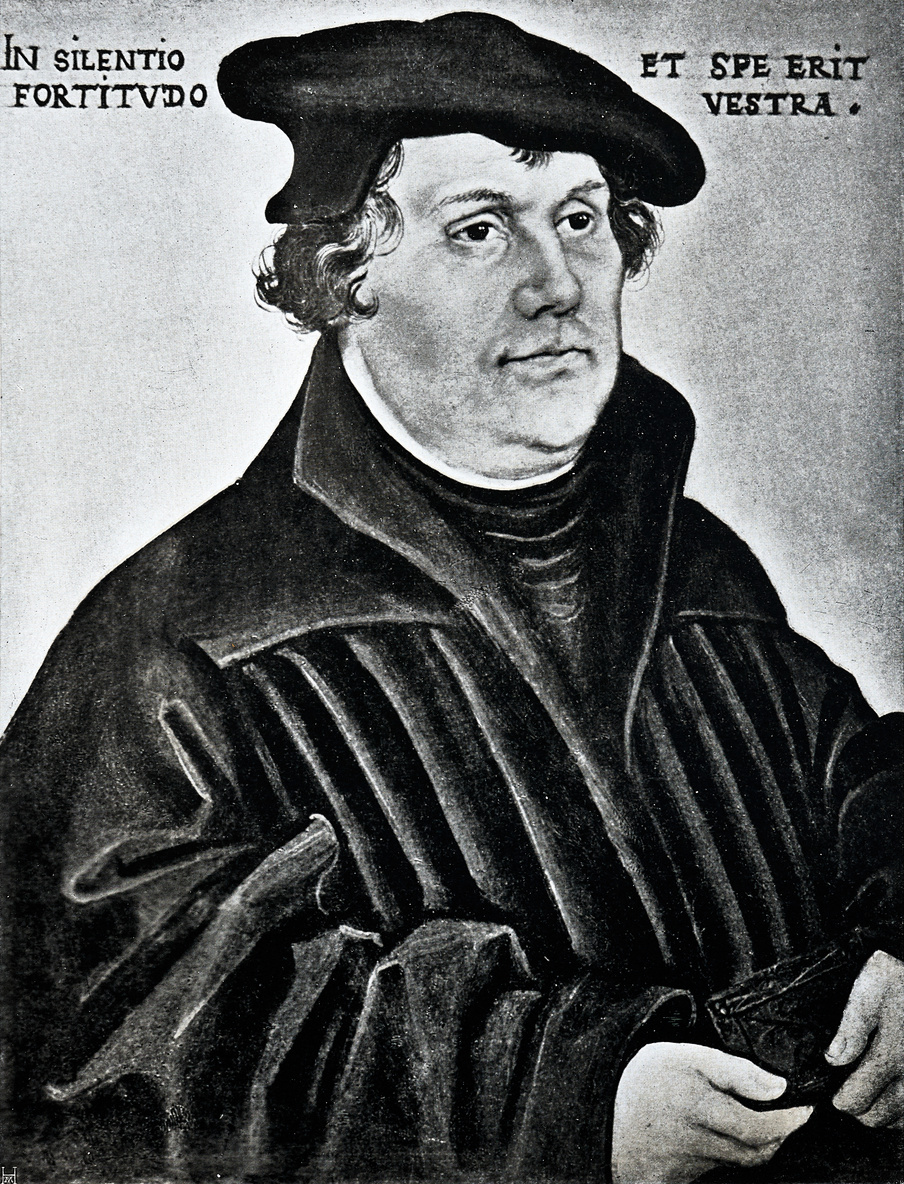 IN SILENTIO
FORTITVDO
ET SPE ERIT
VESTRA .